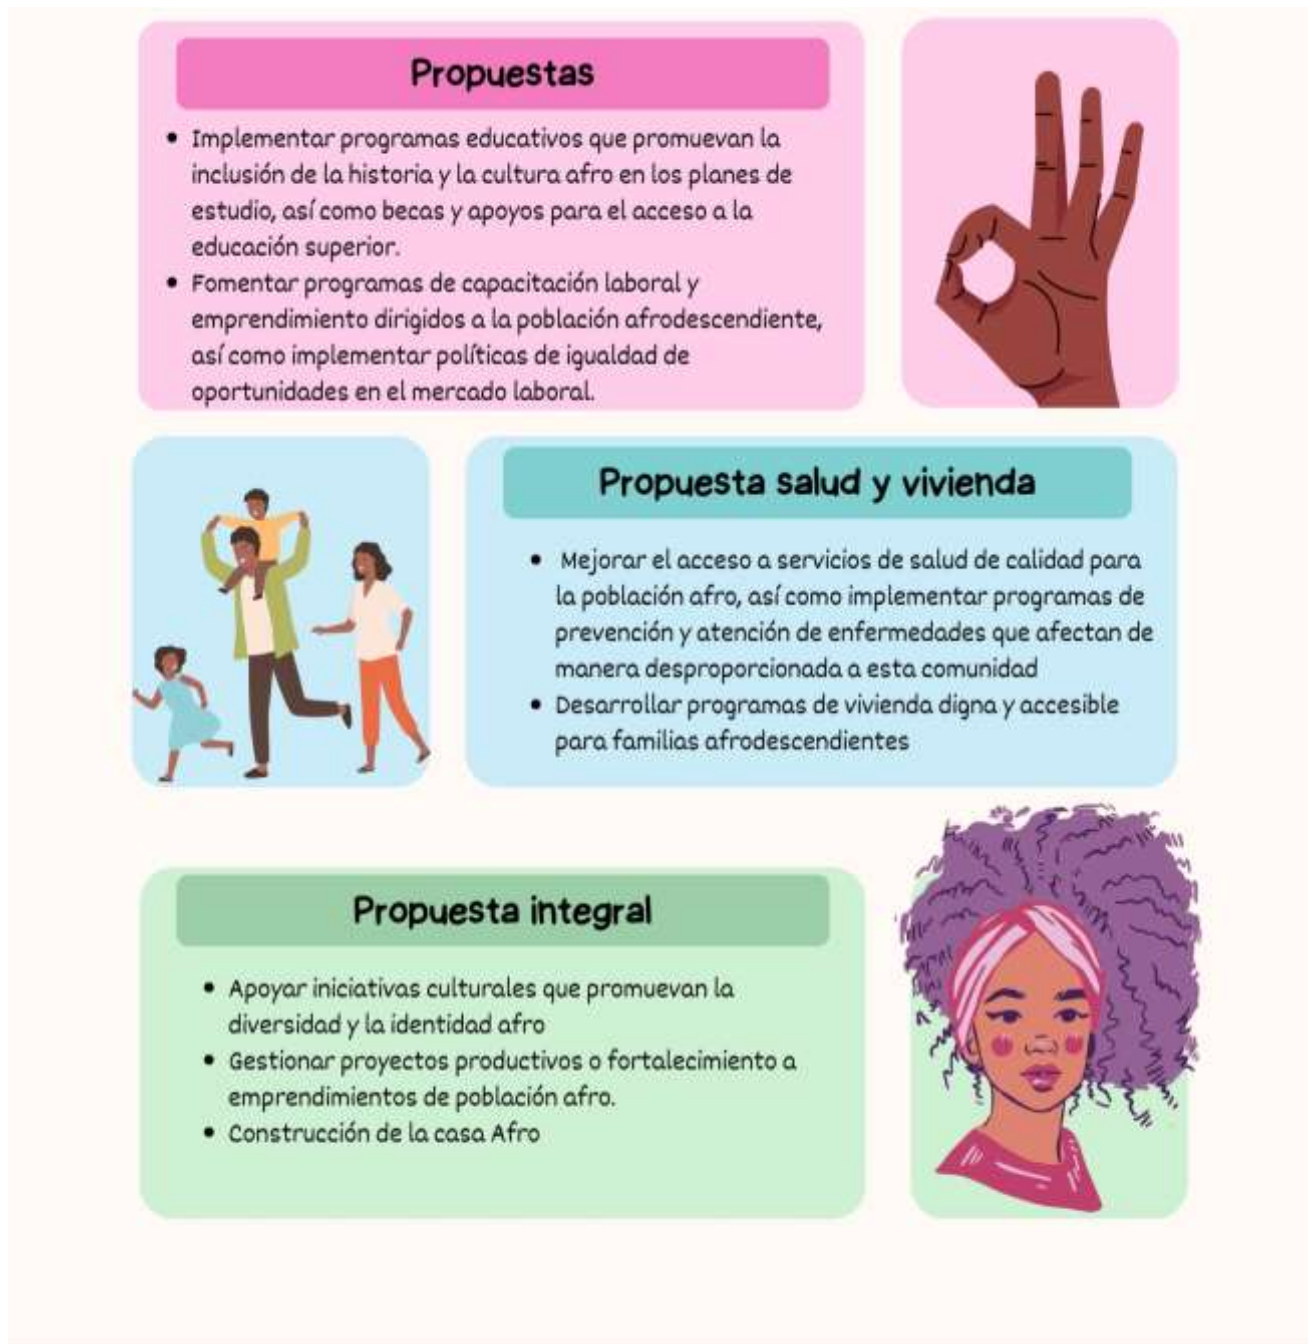 Propuestas
• Implementar programas educativos que promuevan la
inclusión de la historia y la cultura afro en los planes de
estudio, así como becas y apoyos para el acceso a la
educación superior.
• Fomentar programas de capacitación laboral y
emprendimiento dirigidos a la población afrodescendiente,
así como implementar políticas de igualdad de
oportunidades en el mercado laboral.
Propuesta salud y vivienda
• Mejorar el acceso a servicios de salud de calidad para
la población afro, así como implementar programas de
prevención y atención de enfermedades que afectan de
manera desproporcionada a esta comunidad
• Desarrollar programas de vivienda digna y accesible
para familias afrodescendientes
Propuesta integral
• Apoyar iniciativas culturales que promuevan la
diversidad y la identidad afro
• Gestionar proyectos productivos o fortalecimiento a
emprendimientos de población afro.
• Construcción de la casa Afro